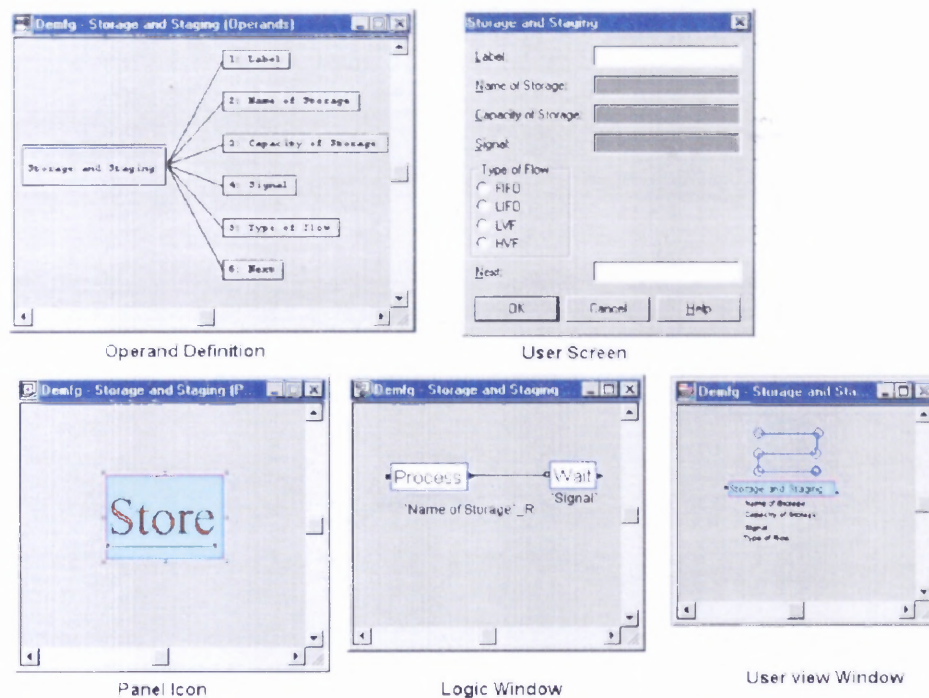 Demfg - Storage and Staging (Operands)
1: Label
2: Name of Storage
3: Capacity of Storage
Storage and Staging
4: Signal
5: Type of flow
6: Next
Operand Definition
Storage and Staging
Label:
Name of Storage:
Capacity of Storage:
Signal:
Type of Flow
FIFO
LIFO
LVF
HVF
Next:
OK Cancel Help
User Screen
Demfg - Storage and Staging (P...
Store
Panel Icon
Demfg - Storage and Staging
Process Wait
`Name of Storage`_R `Signal`
Logic Window
Demfg - Storage and Sta...
Storage and Staging
Name of Storage
Capacity of Storage
Signal
Type of flow
User view Window